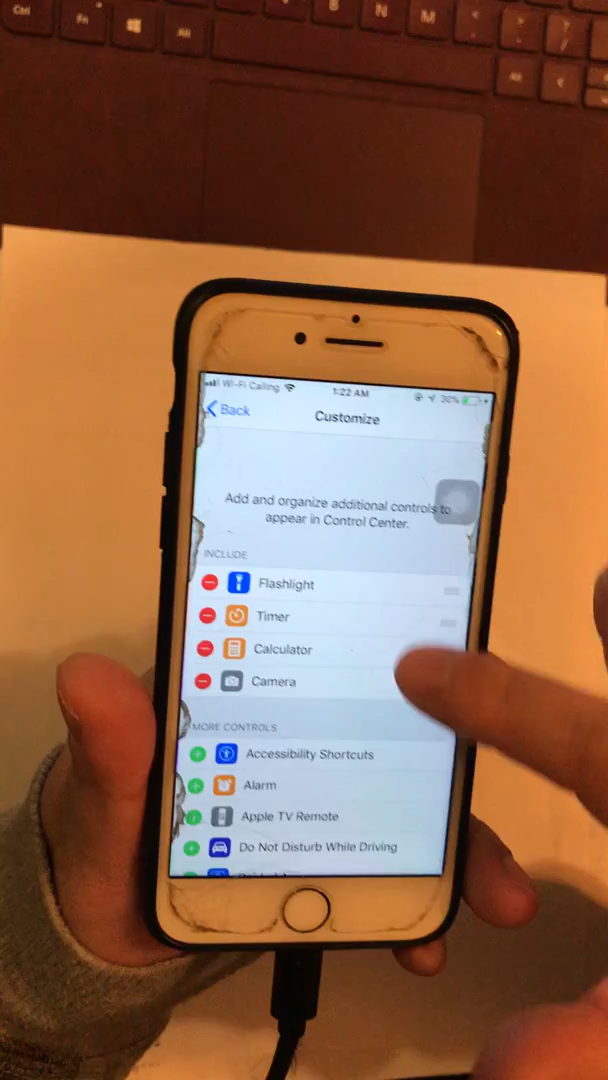 Ctrl
Fn
Alt
B
N
M
Wi-Fi Calling
1:22 AM
30%
Back
Customize
Add and organize additional controls to
appear in Control Center.
INCLUDE
Flashlight
Timer
Calculator
Camera
MORE CONTROLS
Accessibility Shortcuts
Alarm
Apple TV Remote
Do Not Disturb While Driving